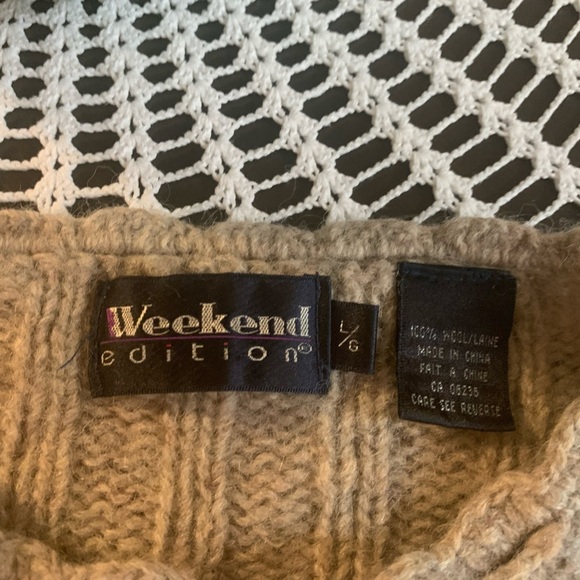 Weekend
edition
L/G
100% WOOL/LAINE
MADE IN CHINA
FAIT A CHINE
CA 08235
CARE SEE REVERSE